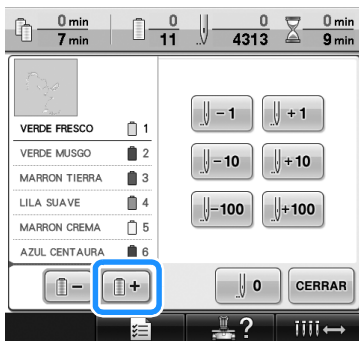 0 min 0 0 0 min
7 min 11 4313 9 min
VERDE FRESCO 1
VERDE MUSGO 2
MARRON TIERRA 3
LILA SUAVE 4
MARRON CREMA 5
AZUL CENTAURA 6
-1 +1
-10 +10
-100 +100
- + 0 CERRAR
?